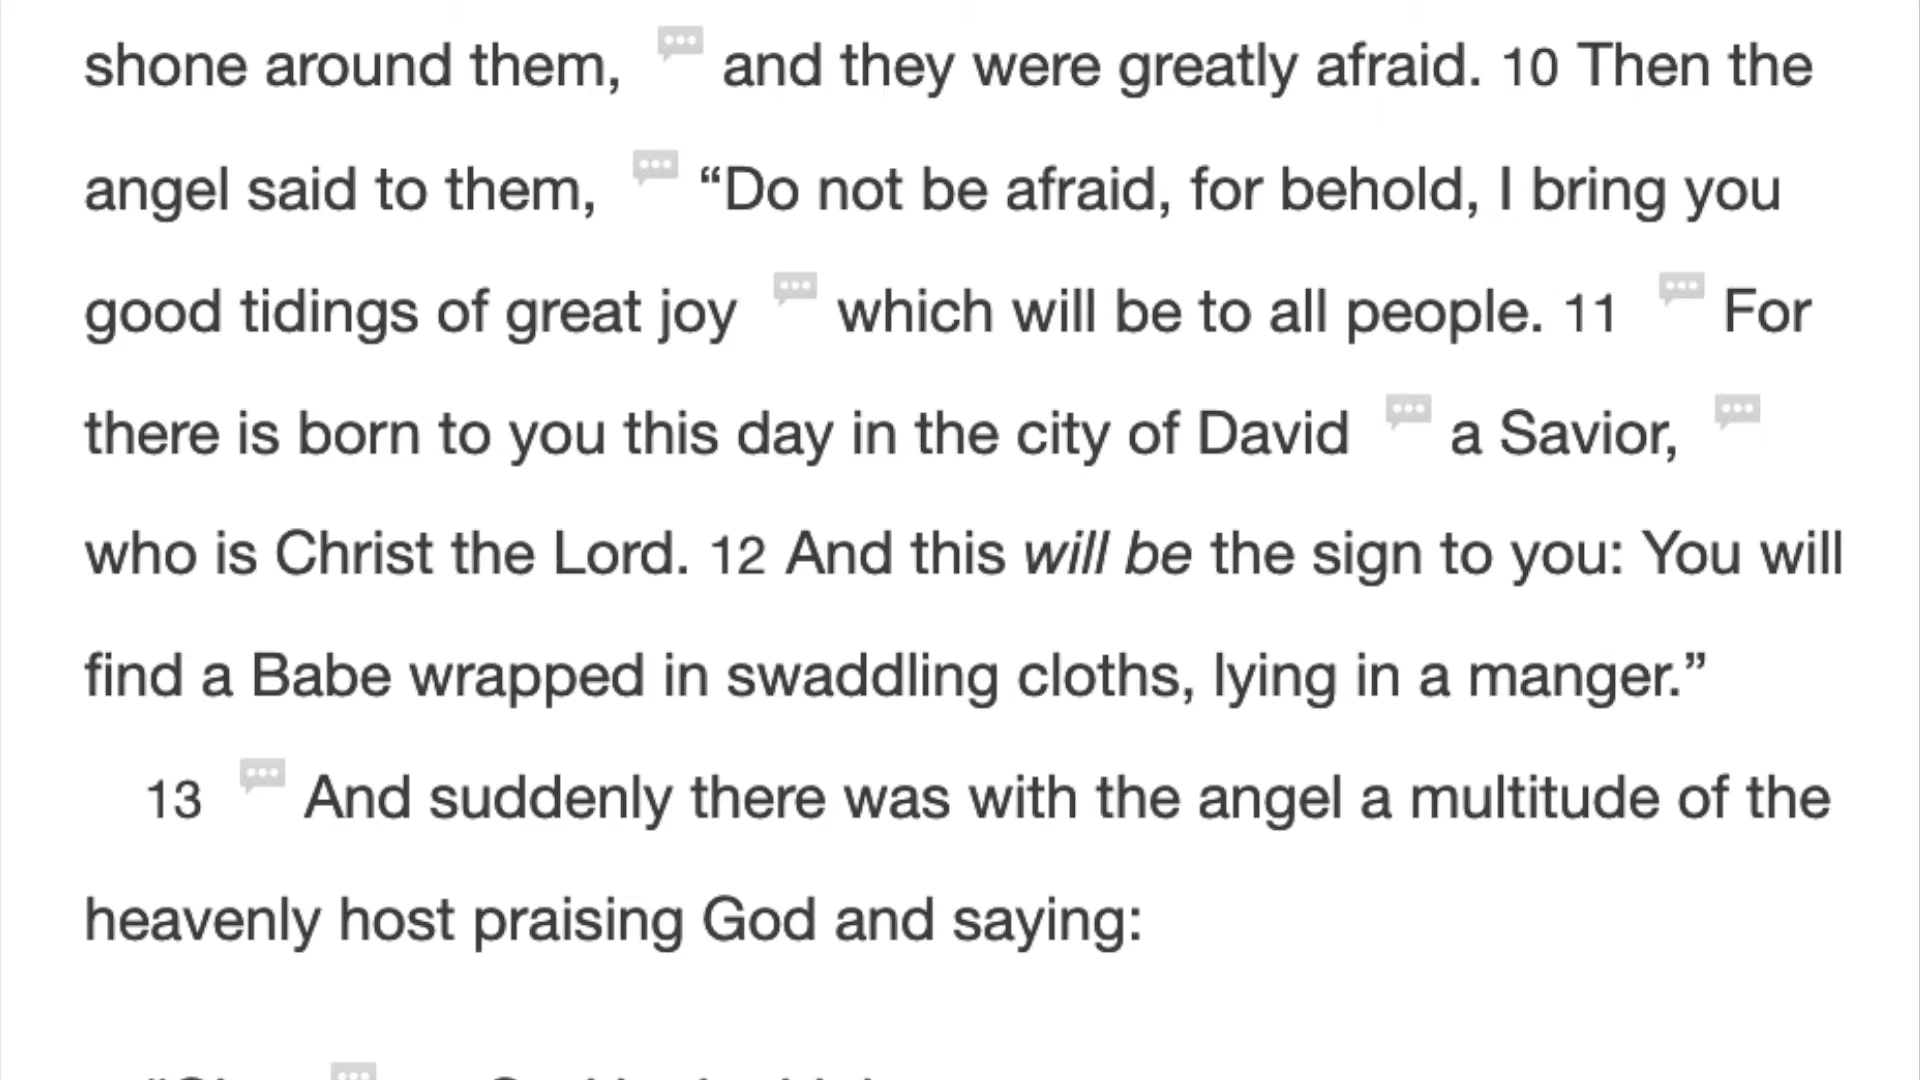 shone around them, and they were greatly afraid. 10 Then the
angel said to them, “Do not be afraid, for behold, I bring you
good tidings of great joy which will be to all people. 11 For
there is born to you this day in the city of David a Savior,
who is Christ the Lord. 12 And this will be the sign to you: You will
find a Babe wrapped in swaddling cloths, lying in a manger.”
13 And suddenly there was with the angel a multitude of the
heavenly host praising God and saying: